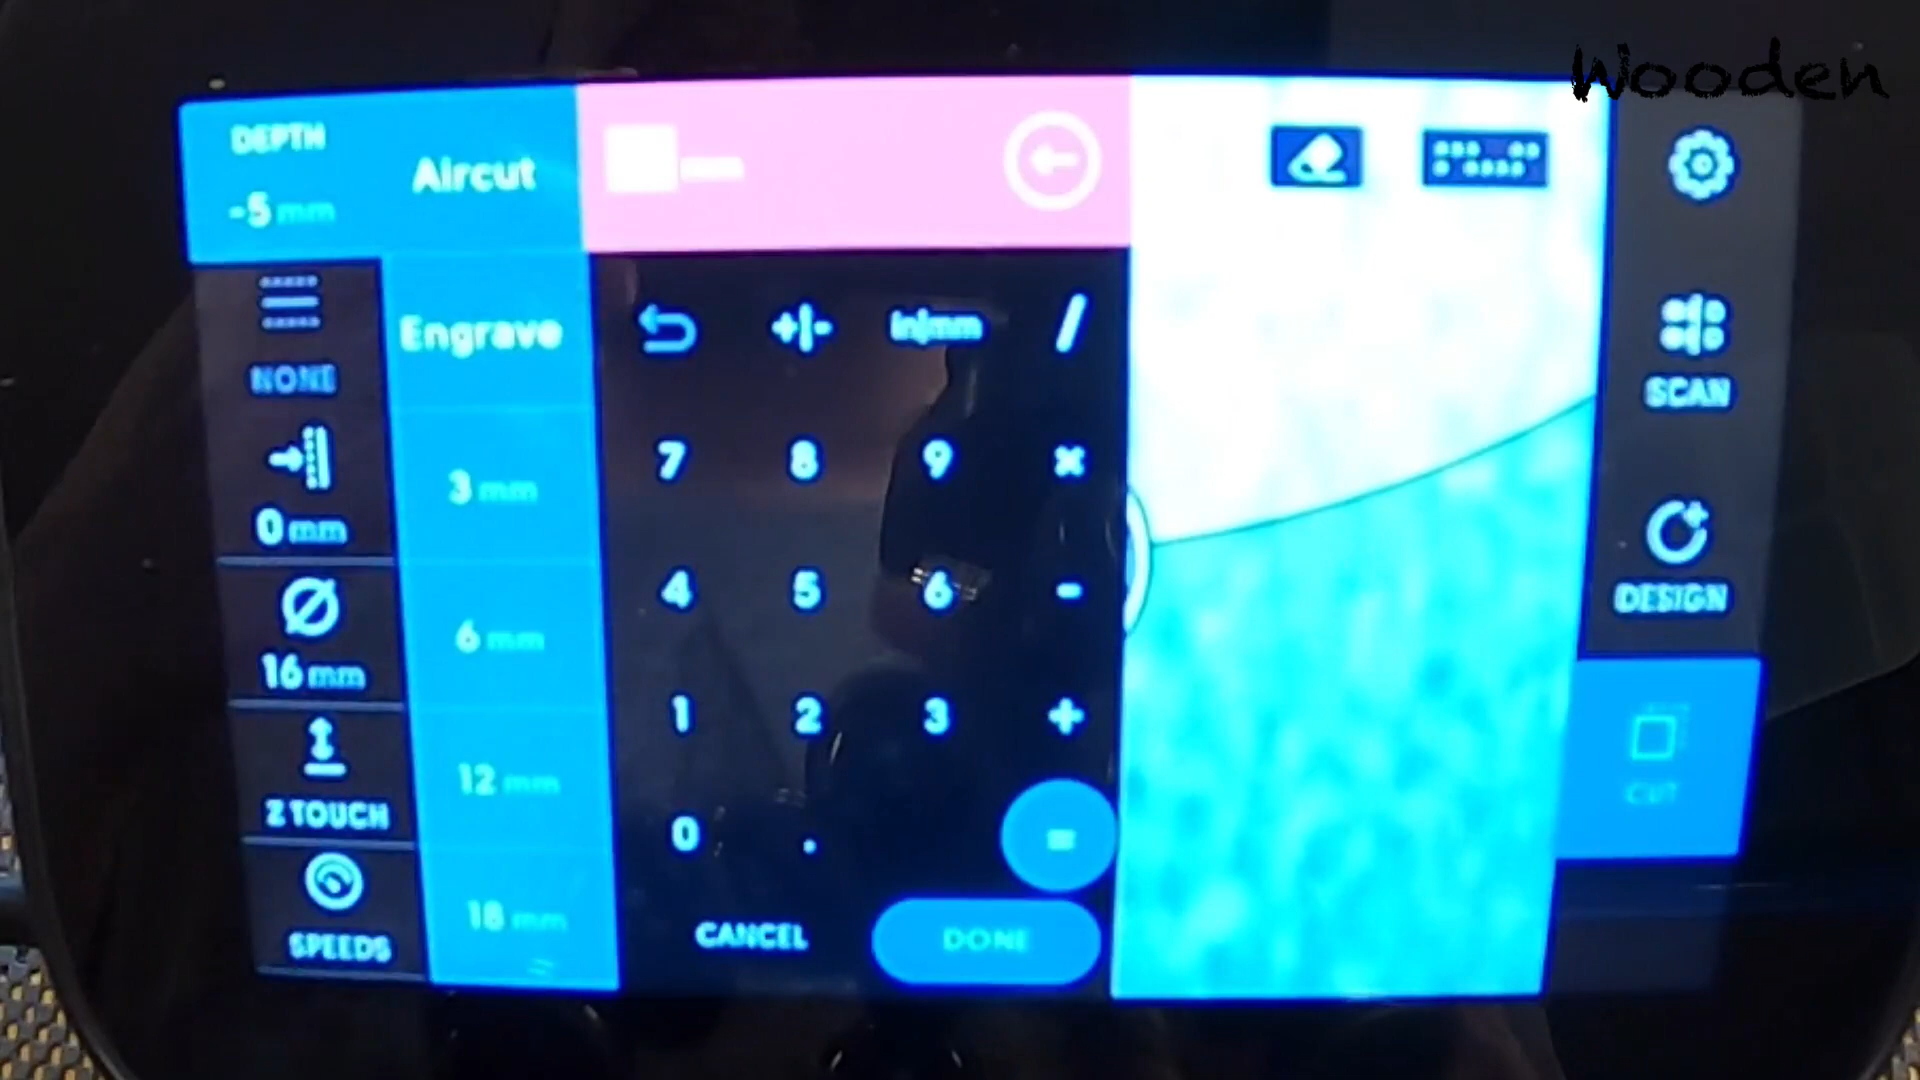 Wooden
DEPTH
-5 mm
Aircut
mm
NONE
Engrave
in|mm
/
SCAN
0 mm
3 mm
7 8 9 ×
DESIGN
16 mm
6 mm
4 5 6 -
Z TOUCH
12 mm
1 2 3 +
CUT
SPEEDS
18 mm
0 . =
CANCEL
DONE